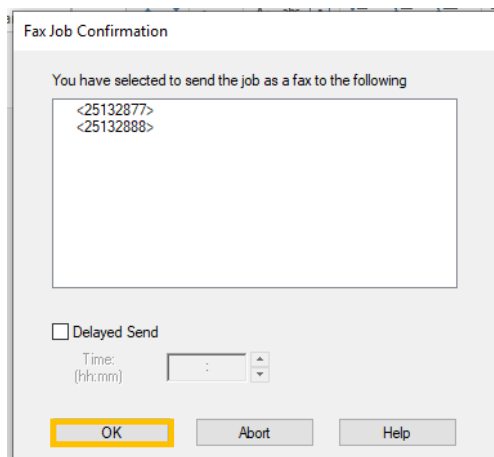 Fax Job Confirmation
You have selected to send the job as a fax to the following
<25132877>
<25132888>
Delayed Send
Time:
(hh:mm)
:
OK Abort Help